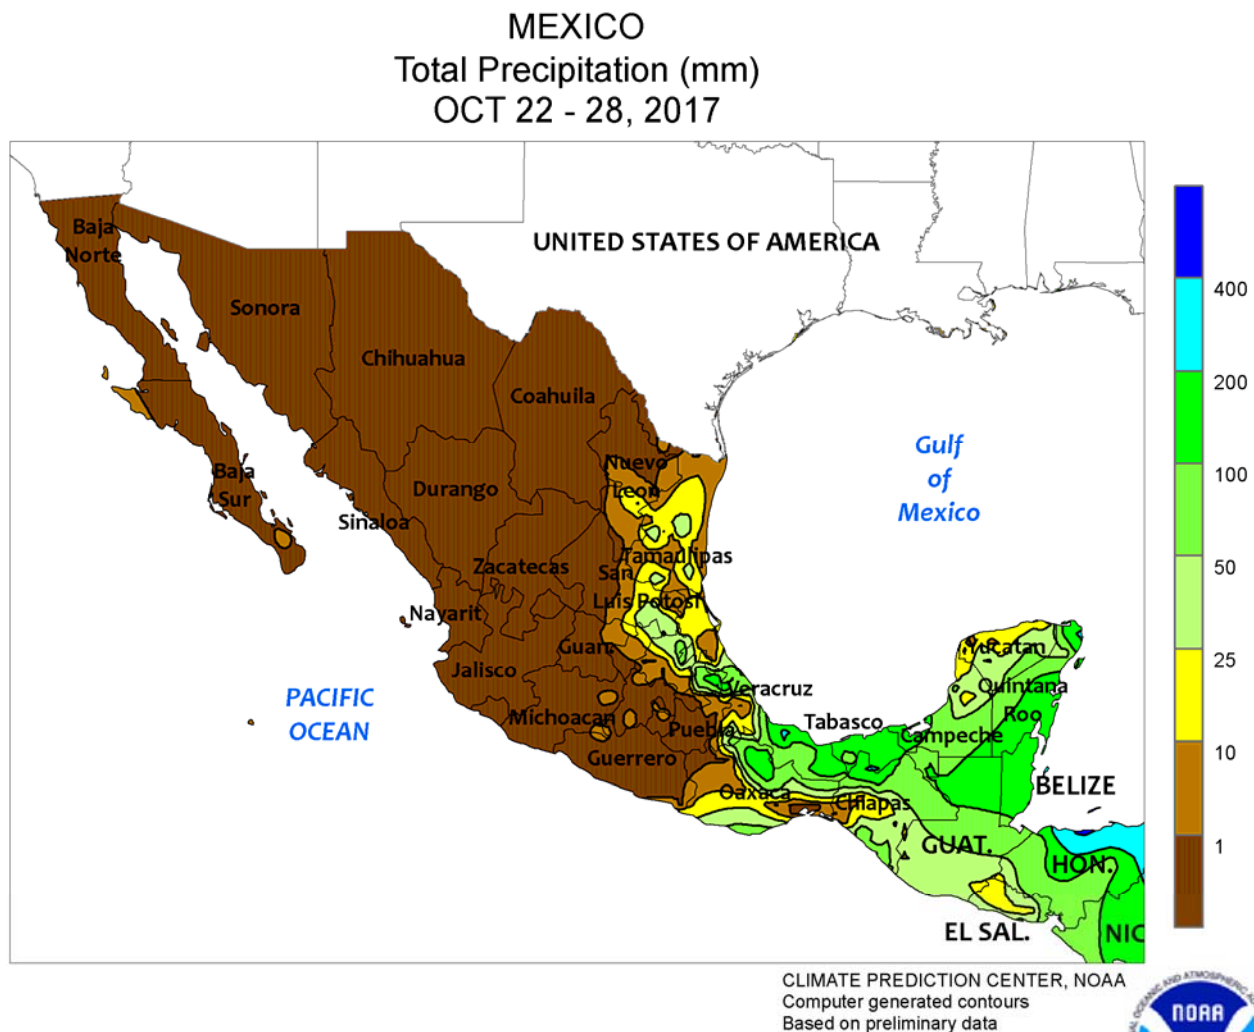 MEXICO
Total Precipitation (mm)
OCT 22 - 28, 2017
UNITED STATES OF AMERICA
Baja
Norte
Sonora
Chihuahua
Coahuila
Nuevo
Leon
Baja
Sur
Durango
Sinaloa
Zacatecas
Tamaulipas
San
Luis Potosi
Nayarit
Guan.
Jalisco
Michoacan
Puebla
Veracruz
Guerrero
Oaxaca
Tabasco
Chiapas
Campeche
Yucatan
Quintana
Roo
Gulf
of
Mexico
PACIFIC
OCEAN
BELIZE
GUAT.
HON.
EL SAL.
NIC
400
200
100
50
25
10
1
CLIMATE PREDICTION CENTER, NOAA
Computer generated contours
Based on preliminary data
OCEANIC AND ATMOSPHERIC
NOAA